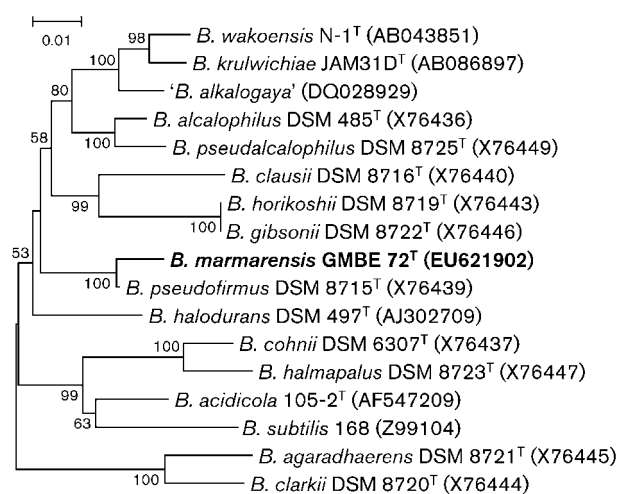 0.01
98
B. wakoensis N-1ᵀ (AB043851)
B. krulwichiae JAM31Dᵀ (AB086897)
100
'B. alkalogaya' (DQ028929)
80
B. alcalophilus DSM 485ᵀ (X76436)
100
B. pseudalcalophilus DSM 8725ᵀ (X76449)
58
B. clausii DSM 8716ᵀ (X76440)
99
B. horikoshii DSM 8719ᵀ (X76443)
100
B. gibsonii DSM 8722ᵀ (X76446)
53
B. marmarensis GMBE 72ᵀ (EU621902)
100
B. pseudofirmus DSM 8715ᵀ (X76439)
B. halodurans DSM 497ᵀ (AJ302709)
B. cohnii DSM 6307ᵀ (X76437)
100
B. halmapalus DSM 8723ᵀ (X76447)
99
B. acidicola 105-2ᵀ (AF547209)
63
B. subtilis 168 (Z99104)
B. agaradhaerens DSM 8721ᵀ (X76445)
100
B. clarkii DSM 8720ᵀ (X76444)